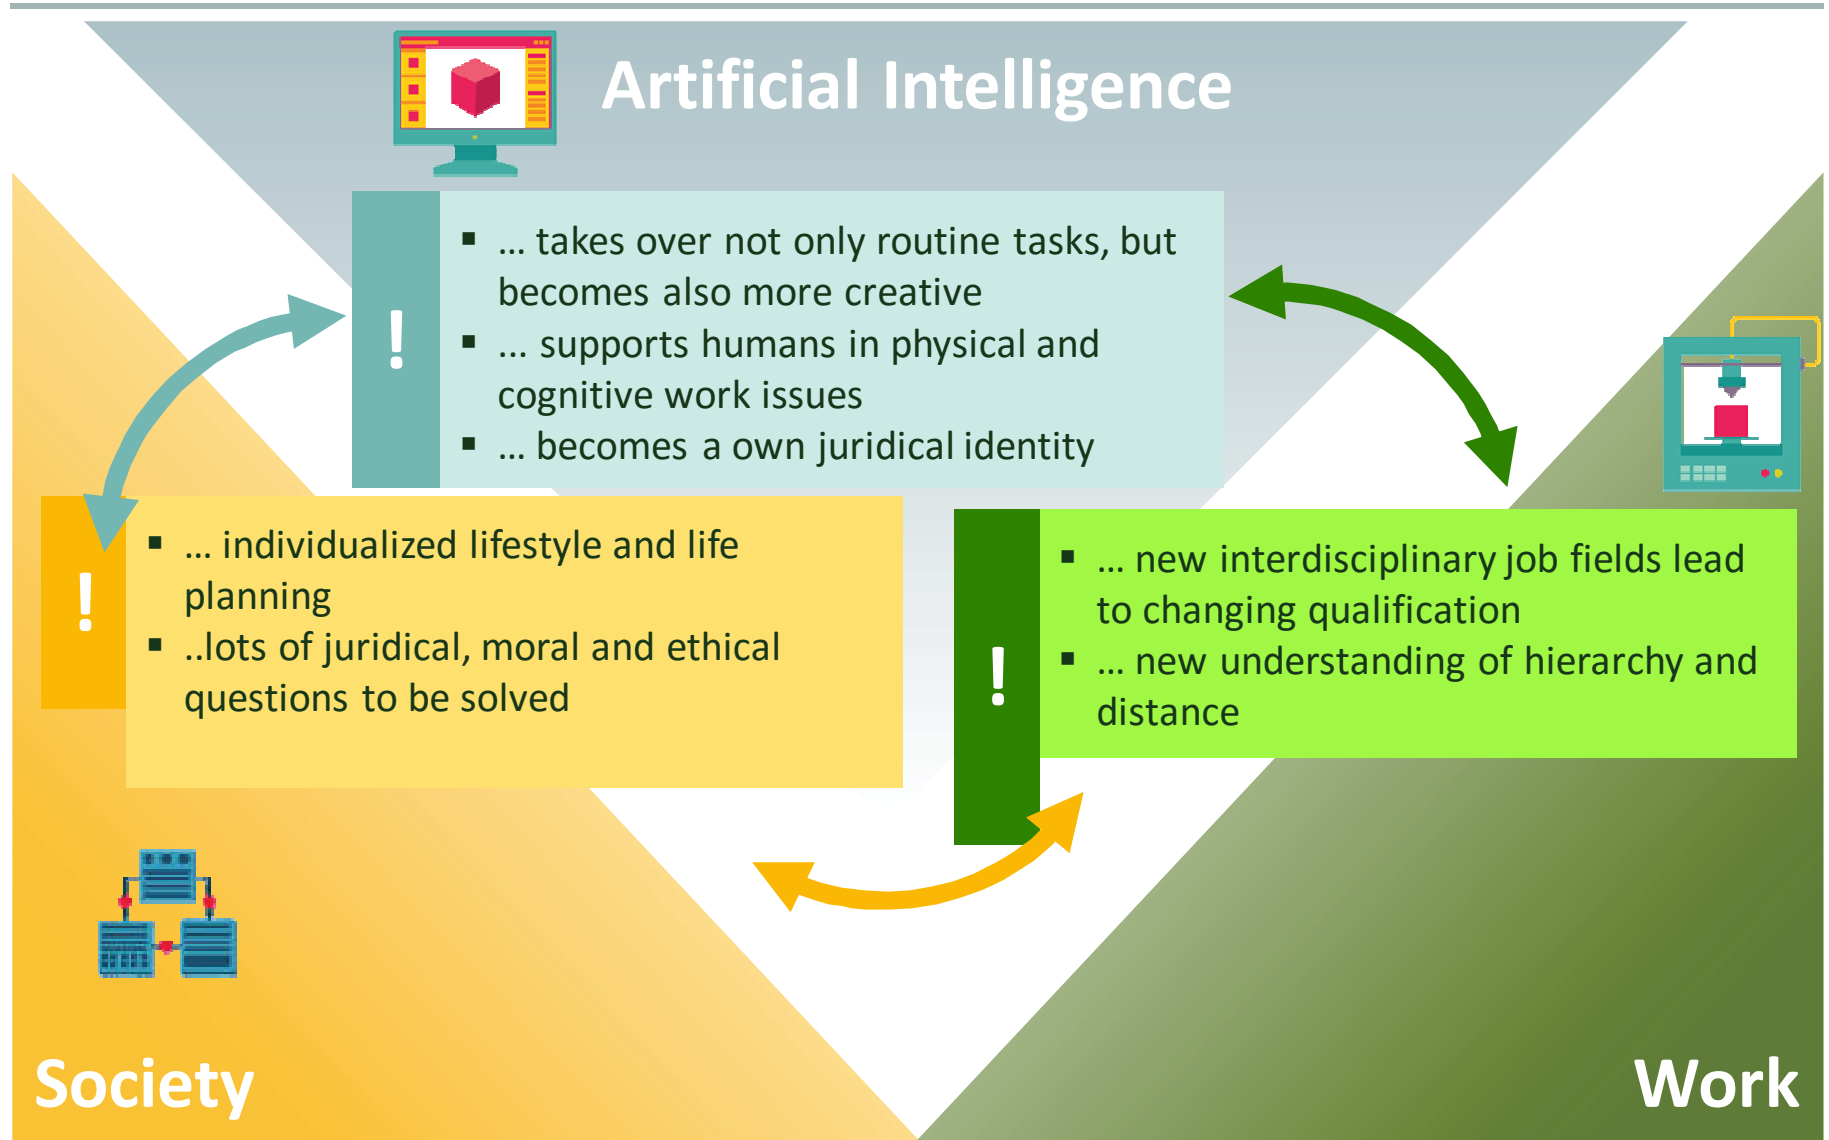 Artificial Intelligence
▪ ... takes over not only routine tasks, but
becomes also more creative
▪ ... supports humans in physical and
cognitive work issues
▪ ... becomes a own juridical identity
!
▪ ... individualized lifestyle and life
planning
▪ ..lots of juridical, moral and ethical
questions to be solved
!
▪ ... new interdisciplinary job fields lead
to changing qualification
▪ ... new understanding of hierarchy and
distance
!
Society
Work